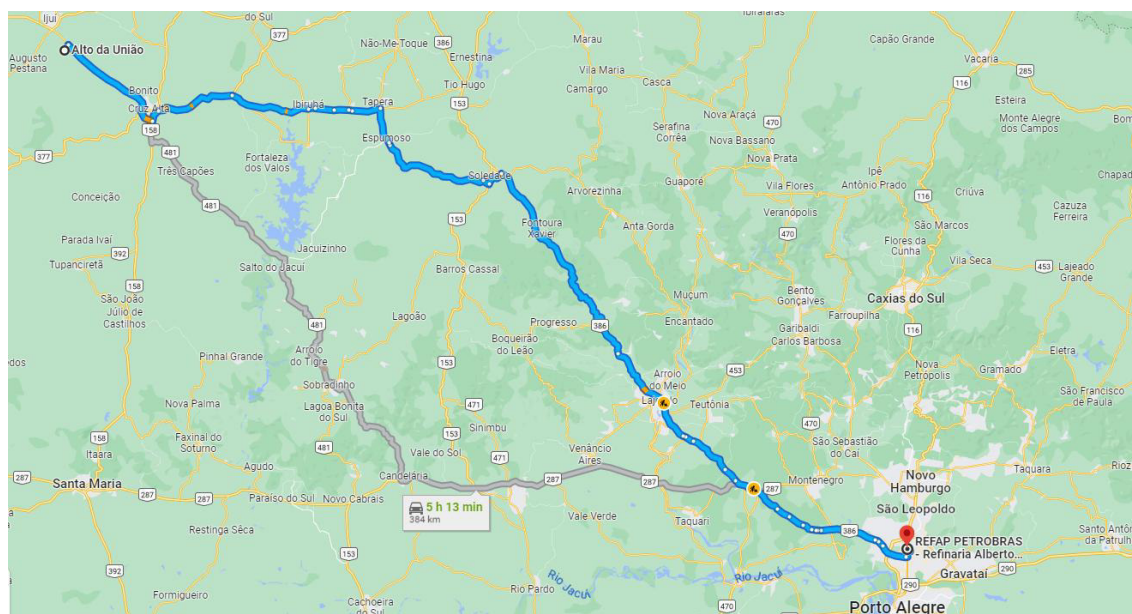 Ijuí
do Sul
Ibiraiaras
377
Não-Me-Toque
386
Marau
Capão Grande
Alto da União
Ernestina
Vila Maria
Casca
Vacaria
Augusto
Pestana
Tio Hugo
Camargo
116
285
Bonito
Cruz Alta
Ibirubá
Tapera
153
Esteira
158
Nova Araçá
470
Monte Alegre
dos Campos
Bom
Espumoso
Serafina
Corrêa
Nova Bassano
481
377
Três Capões
Fortaleza
dos Valos
Nova Prata
Ipê
Soledade
Arvorezinha
Guaporé
Vila Flores
Antônio Prado
Criúva
Chapad
Conceição
116
Cazuza
Ferreira
481
153
Fontoura
Xavier
Anta Gorda
Veranópolis
São Marcos
470
Flores
da Cunha
Parada Ivaí
392
Jacuizinho
Vila Seca
453
Lajeado
Grande
Tupanciretã
Salto do Jacuí
Barros Cassal
158
Muçum
Bento
Gonçalves
Caxias do Sul
São João
Júlio de
Castilhos
Lagoão
Progresso
386
Encantado
Garibaldi
Farroupilha
116
481
Carlos Barbosa
Boqueirão
do Leão
Pinhal Grande
Arroio
do Tigre
Nova
Petrópolis
Eletra
dos
153
Arroio
do Meio
453
Gramado
Sobradinho
Lajeado
Teutônia
São Francisco
de Paula
Nova Palma
Lagoa Bonita
do Sul
471
158
Faxinal do
Soturno
Sinimbu
470
São Sebastião
do Caí
Itaara
481
Vale do Sol
471
Venâncio
Aires
Agudo
Candelária
287
Taquara
Rioz
Santa Maria
287
Montenegro
Novo
Hamburgo
287
287
Paraíso do Sul
Novo Cabrais
5 h 13 min
384 km
Taquari
São Leopoldo
Restinga Sêca
Vale Verde
386
REFAP PETROBRAS
- Refinaria Alberto...
Santo Antô
da Patrulh
153
392
Rio Pardo
Rio Jacuí
Rio Jacuí
290
Gravataí
290
Formigueiro
Cachoeira
do Sul
470
Porto Alegre